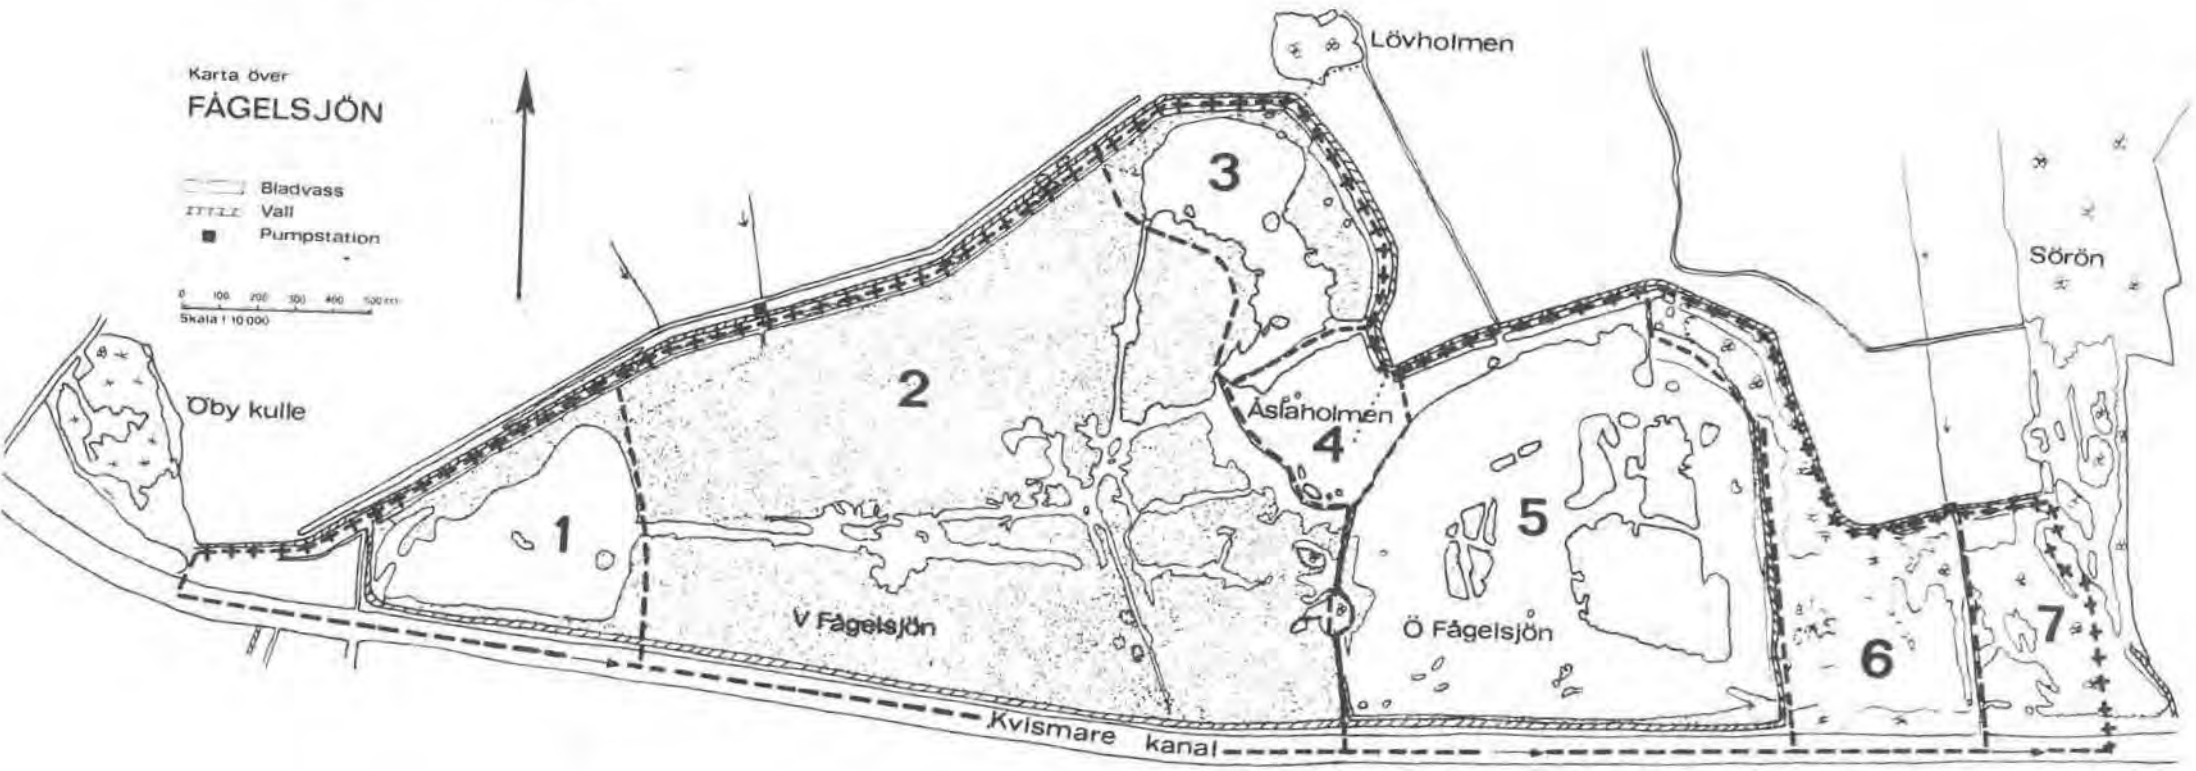 Karta över
FÅGELSJÖN
Bladvass
Vall
Pumpstation
0 100 200 300 400 500 m
Skala 1:10 000
Lövholmen
Sörön
Öby kulle
Åslaholmen
1
2
3
4
5
6
7
V Fågelsjön
Ö Fågelsjön
Kvismare kanal